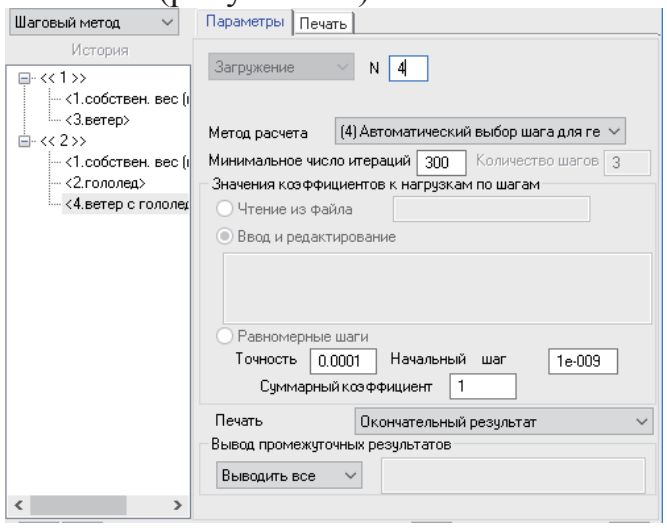 Шаговый метод
История
<< 1 >>
<1.собствен. вес (
<3.ветер>
<< 2 >>
<1.собствен. вес (
<2.гололед>
<4.ветер с гололед
Параметры Печать
Загружение N 4
Метод расчета (4) Автоматический выбор шага для ге
Минимальное число итераций 300 Количество шагов 3
Значения коэффициентов к нагрузкам по шагам
Чтение из файла
Ввод и редактирование
Равномерные шаги
Точность 0.0001 Начальный шаг 1e-009
Суммарный коэффициент 1
Печать Окончательный результат
Вывод промежуточных результатов
Выводить все